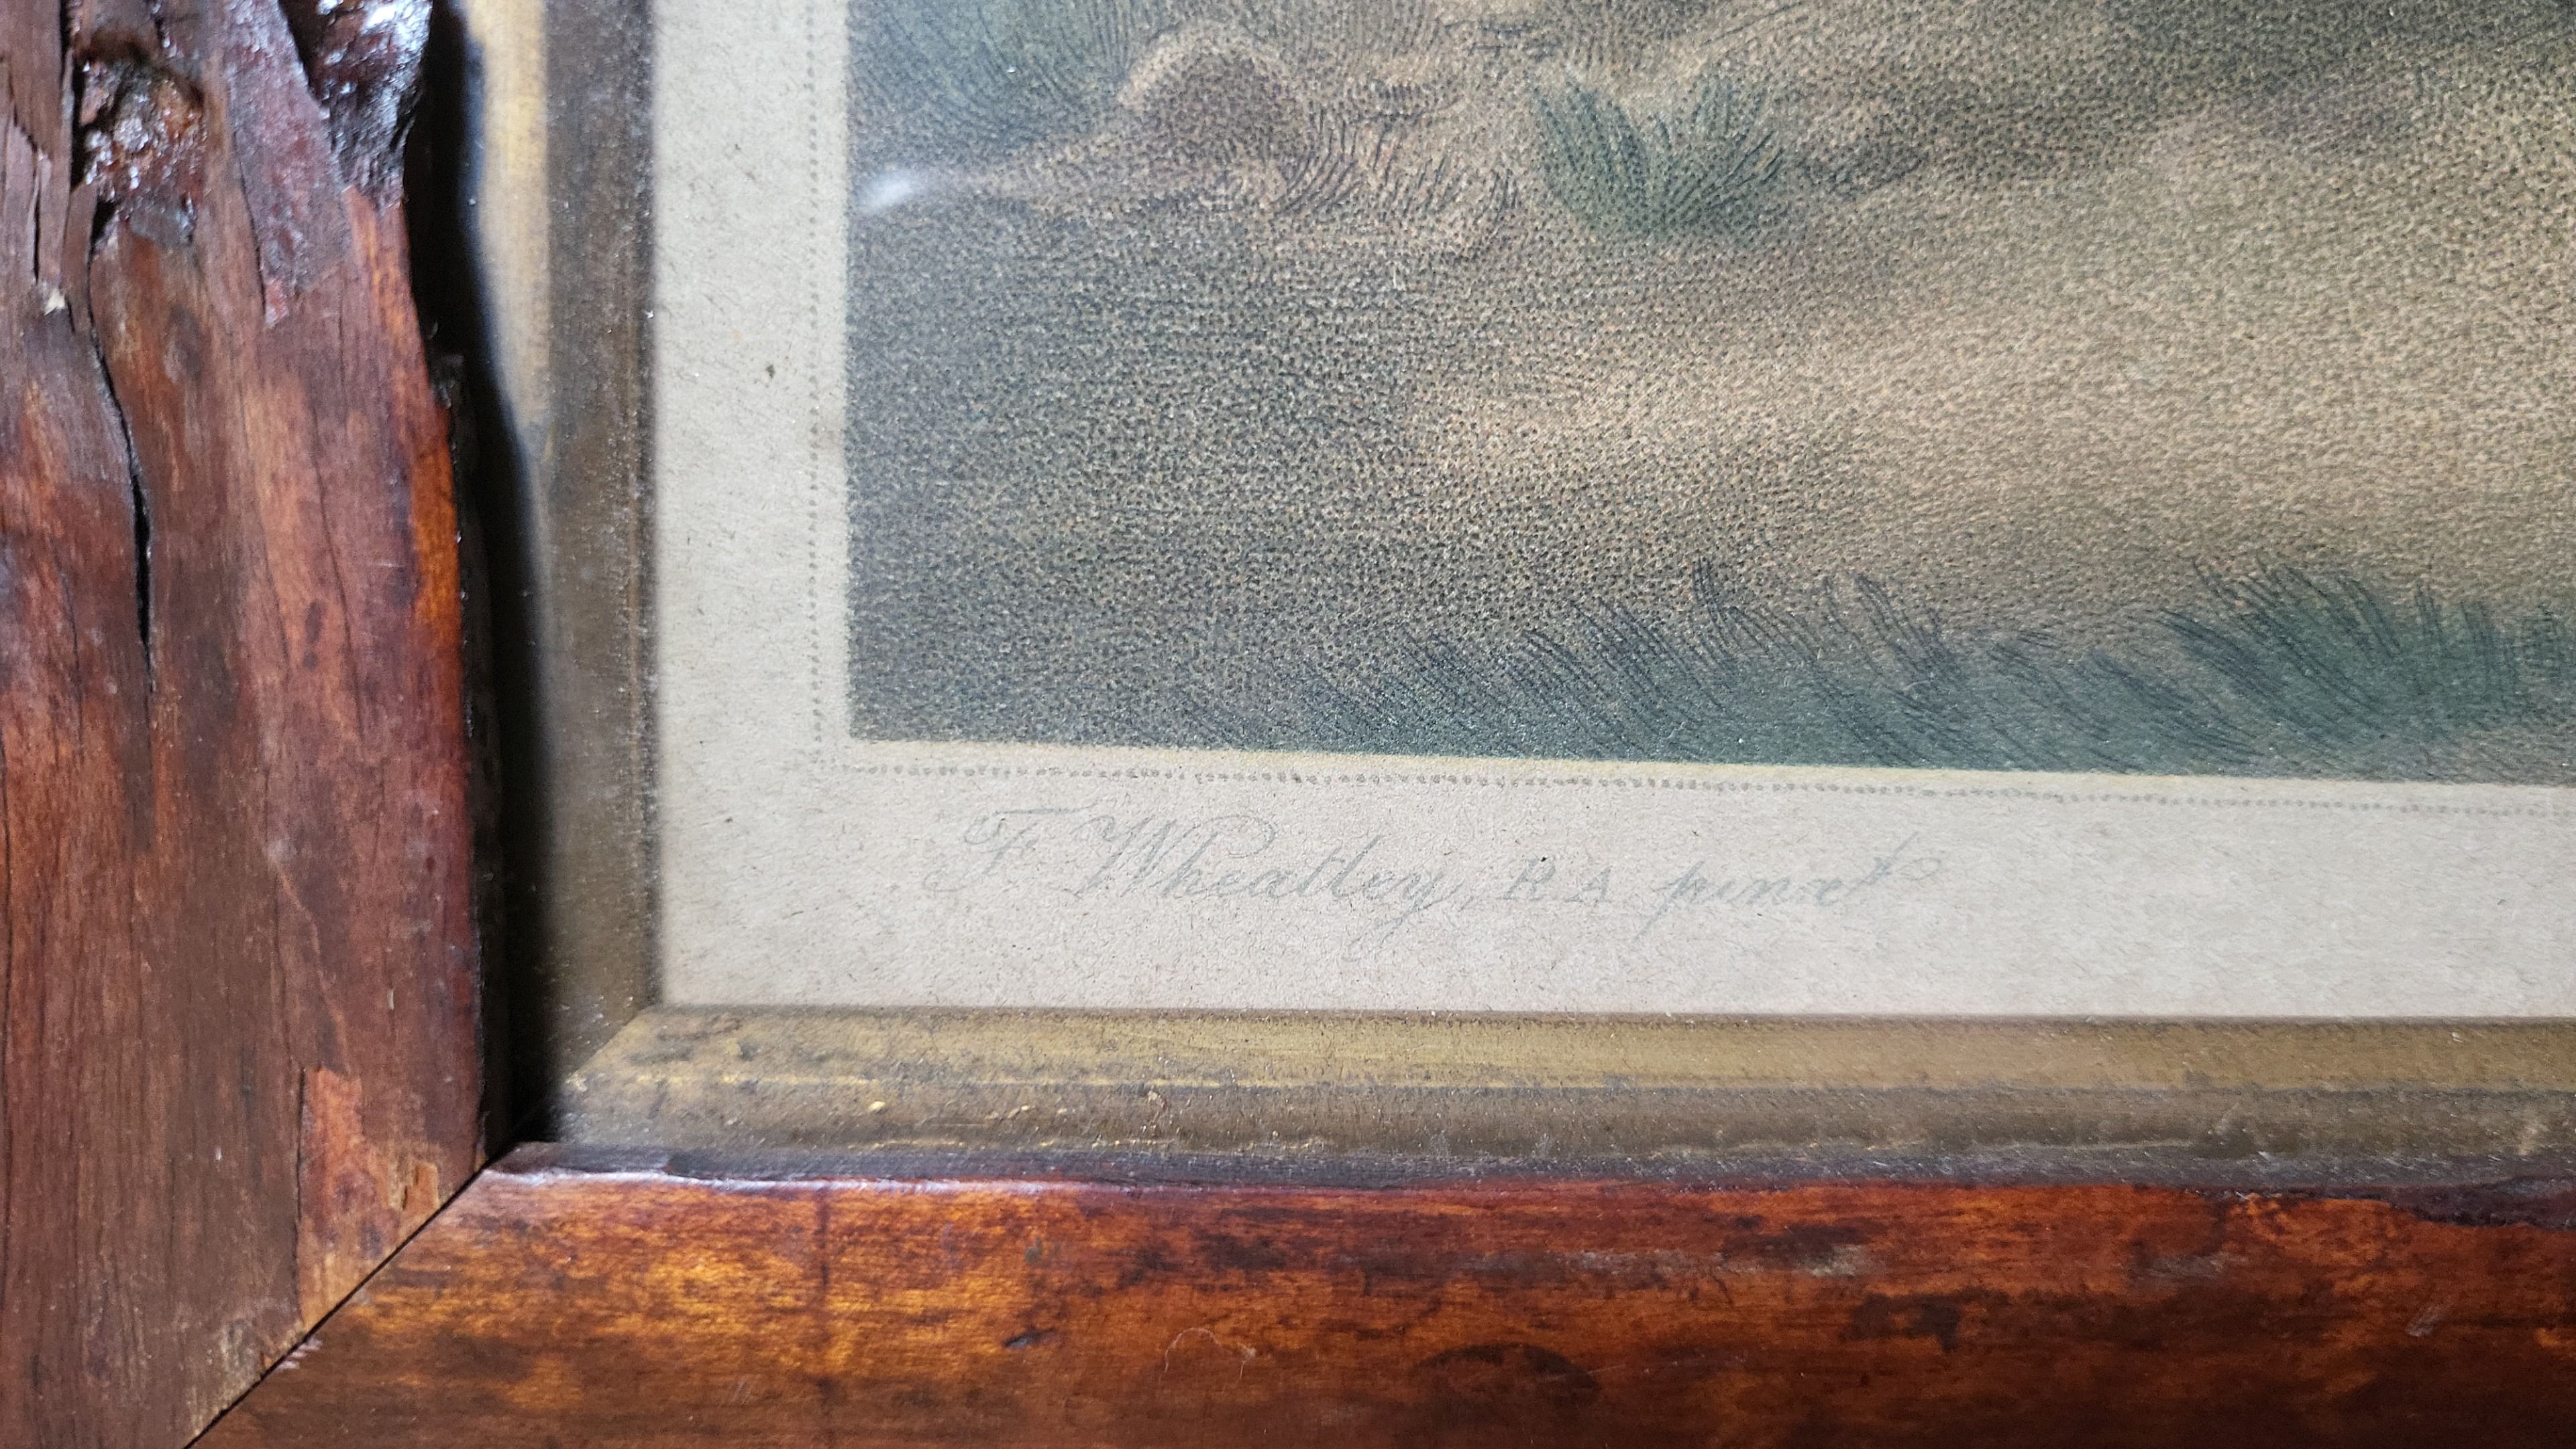 F Wheatley, R A pinxt